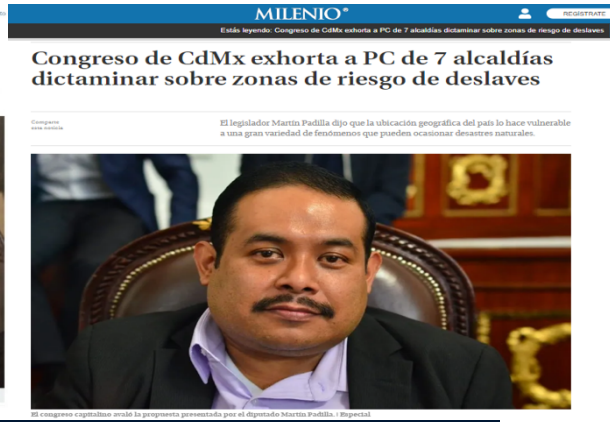 MILENIO®
REGÍSTRATE
Estás leyendo: Congreso de CdMx exhorta a PC de 7 alcaldías dictaminar sobre zonas de riesgo de deslaves
Congreso de CdMx exhorta a PC de 7 alcaldías
dictaminar sobre zonas de riesgo de deslaves
Comparte
esta noticia
El legislador Martín Padilla dijo que la ubicación geográfica del país lo hace vulnerable
a una gran variedad de fenómenos que pueden ocasionar desastres naturales.
El congreso capitalino avaló la propuesta presentada por el diputado Martín Padilla. | Especial